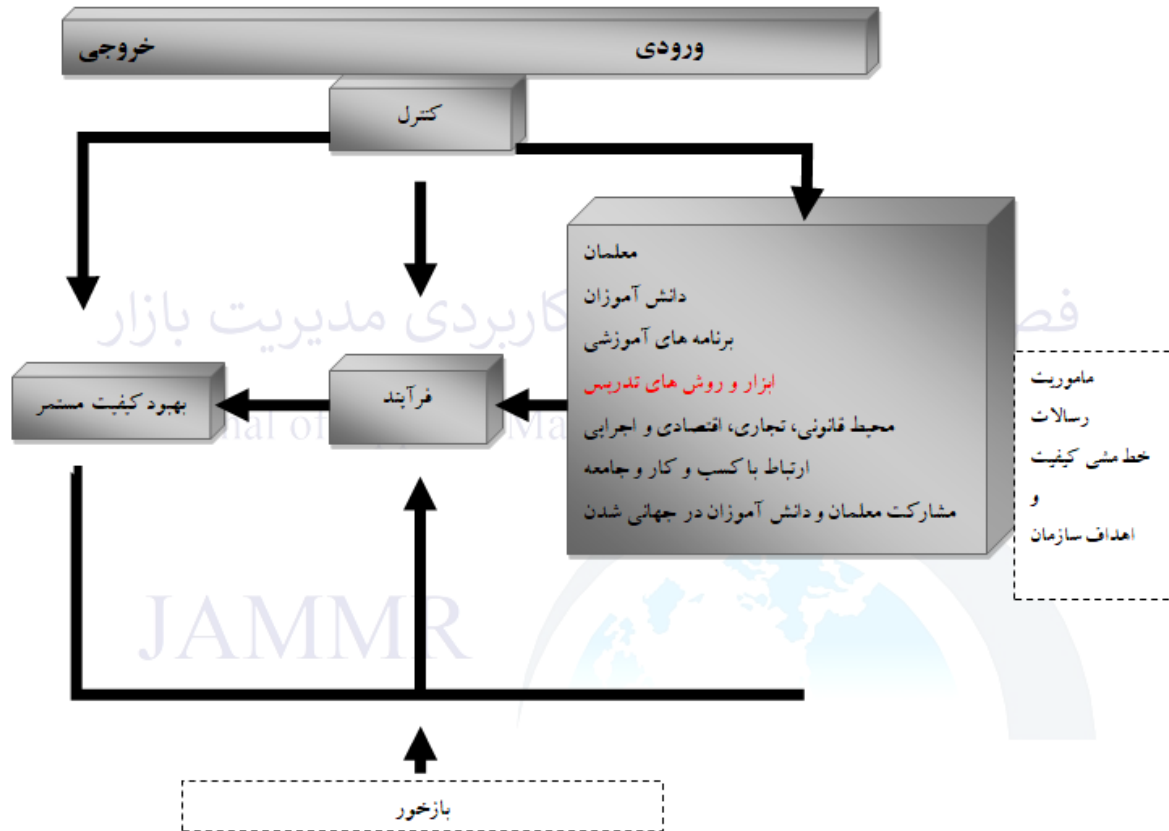 ورودی
خروجی
کنترل
معلمان
دانش آموزان
برنامه های آموزشی
ابزار و روش های تدریس
محیط قانونی، تجاری، اقتصادی و اجرایی
ارتباط با کسب و کار و جامعه
مشارکت معلمان و دانش آموزان در جهانی شدن
ماموریت
رسالات
خط مشی کیفیت
و
اهداف سازمان
فرآیند
بهبود کیفیت مستمر
کاربردی مدیریت بازار
JAMMR
بازخور